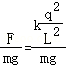 F/mg = k (q²/L²)/mg